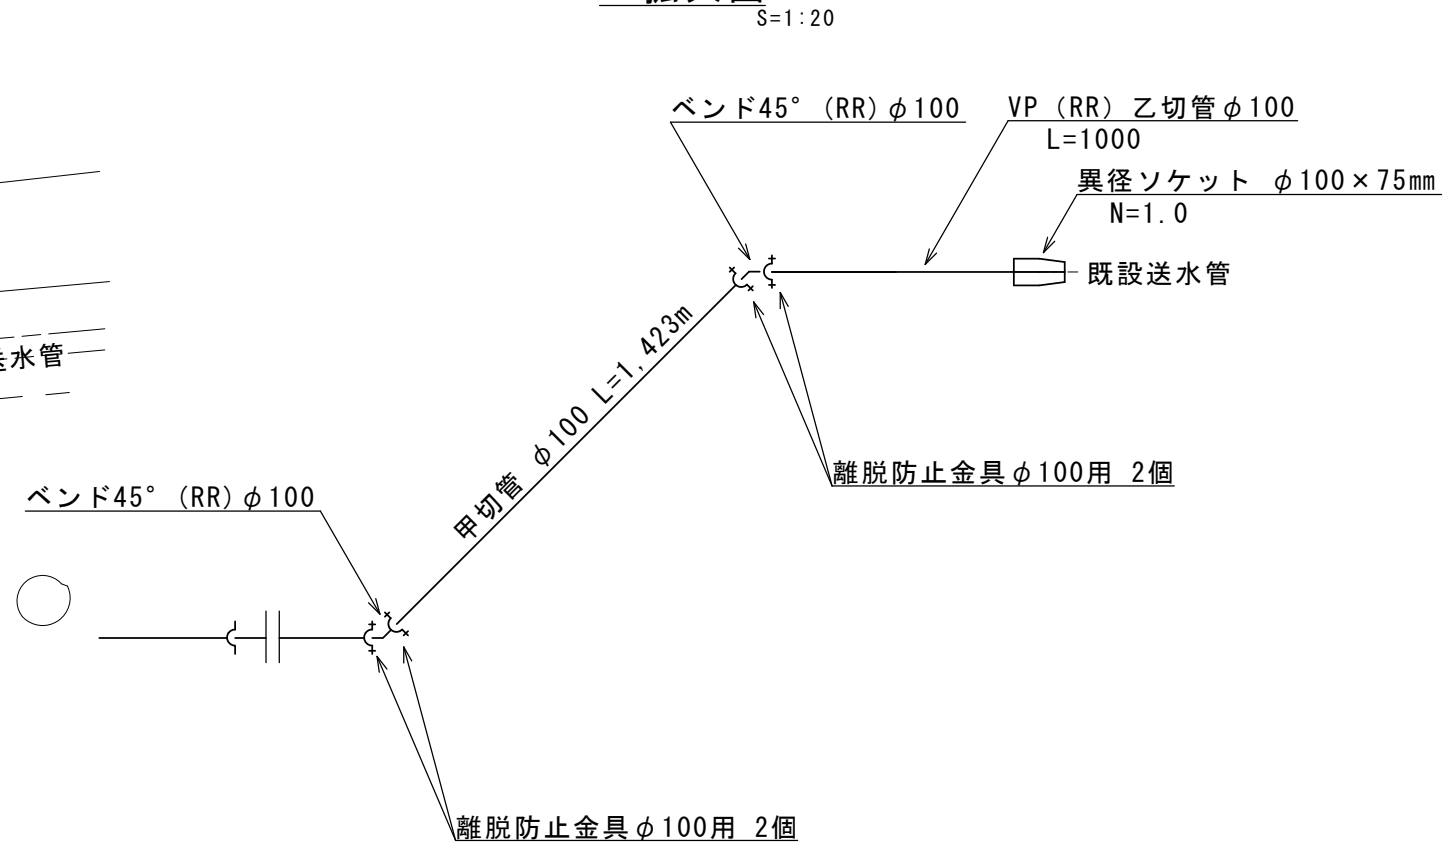 S=1:20
ベンド45° (RR)φ100
VP (RR) 乙切管φ100
L=1000
異径ソケット φ100×75㎜
N=1.0
既設送水管
甲切管 φ100 L=1,423m
水管
離脱防止金具φ100用 2個
ベンド45° (RR)φ100
離脱防止金具φ100用 2個